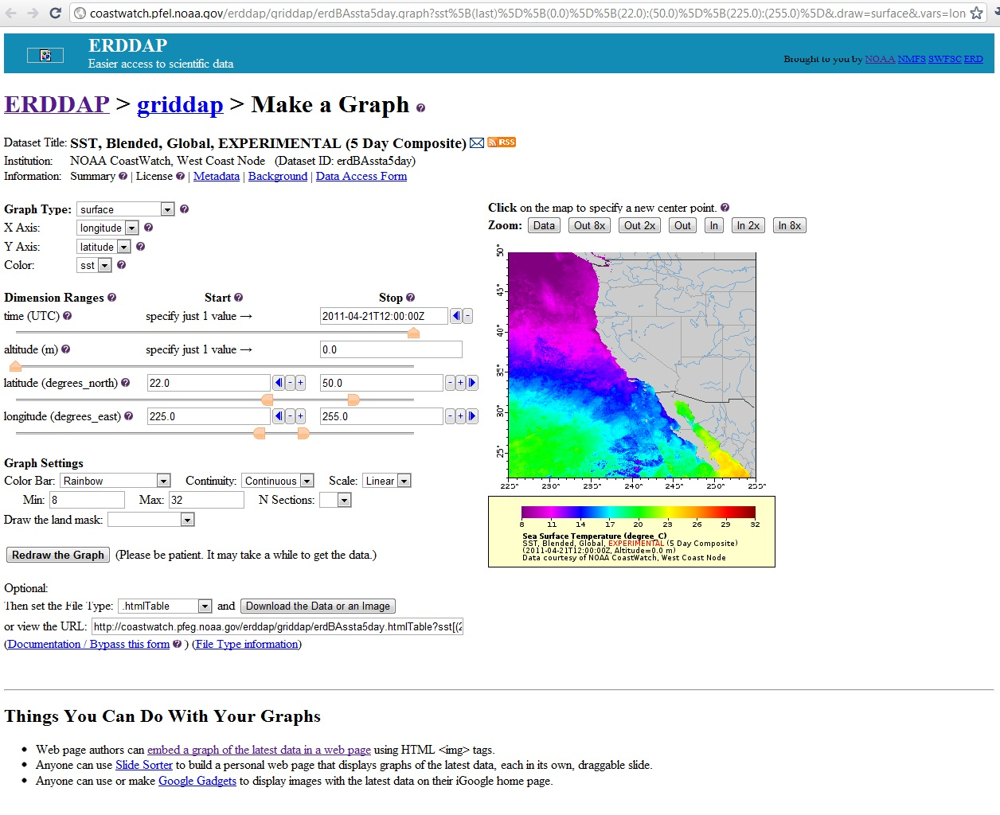 coastwatch.pfel.noaa.gov/erddap/griddap/erdBAssta5day.graph?sst%5B(last)%5D%5B(0.0)%5D%5B(22.0):(50.0)%5D%5B(225.0):(255.0)%5D&.draw=surface&.vars=lon
ERDDAP
Easier access to scientific data
Brought to you by NOAA NMFS SWFSC ERD
ERDDAP > griddap > Make a Graph ?
Dataset Title: SST, Blended, Global, EXPERIMENTAL (5 Day Composite) RSS
Institution: NOAA CoastWatch, West Coast Node (Dataset ID: erdBAssta5day)
Information: Summary ? | License ? | Metadata | Background | Data Access Form
Graph Type: surface ?
X Axis: longitude ?
Y Axis: latitude ?
Color: sst ?
Dimension Ranges ? Start ? Stop ?
time (UTC) ? specify just 1 value → 2011-04-21T12:00:00Z -
altitude (m) ? specify just 1 value → 0.0
latitude (degrees_north) ? 22.0 - + 50.0 - +
longitude (degrees_east) ? 225.0 - + 255.0 - +
Graph Settings
Color Bar: Rainbow Continuity: Continuous Scale: Linear
Min: 8 Max: 32 N Sections:
Draw the land mask:
Redraw the Graph (Please be patient. It may take a while to get the data.)
Optional:
Then set the File Type: .htmlTable and Download the Data or an Image
or view the URL: http://coastwatch.pfeg.noaa.gov/erddap/griddap/erdBAssta5day.htmlTable?sst[(2
(Documentation / Bypass this form ? ) (File Type information)
Click on the map to specify a new center point. ?
Zoom: Data Out 8x Out 2x Out In In 2x In 8x
50°
45°
40°
35°
30°
25°
225° 230° 235° 240° 245° 250° 255°
8 11 14 17 20 23 26 29 32
Sea Surface Temperature (degree_C)
SST, Blended, Global, EXPERIMENTAL (5 Day Composite)
(2011-04-21T12:00:00Z, Altitude=0.0 m)
Data courtesy of NOAA CoastWatch, West Coast Node
Things You Can Do With Your Graphs
• Web page authors can embed a graph of the latest data in a web page using HTML <img> tags.
• Anyone can use Slide Sorter to build a personal web page that displays graphs of the latest data, each in its own, draggable slide.
• Anyone can use or make Google Gadgets to display images with the latest data on their iGoogle home page.